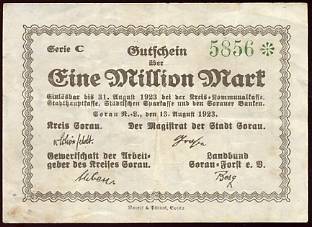 Serie C Gutschein 5856 *
über
Eine Million Mark
Einlösbar bis 31. August 1923 bei der Kreis-Kommunalkasse,
Stadthauptkasse, Städtischen Sparkasse und den Sorauer Banken.
Sorau N.-L., den 13. August 1923.
Kreis Sorau. Der Magistrat der Stadt Sorau.
Gewerkschaft der Arbeit- Landbund
geber des Kreises Sorau. Sorau-Forst e. V.